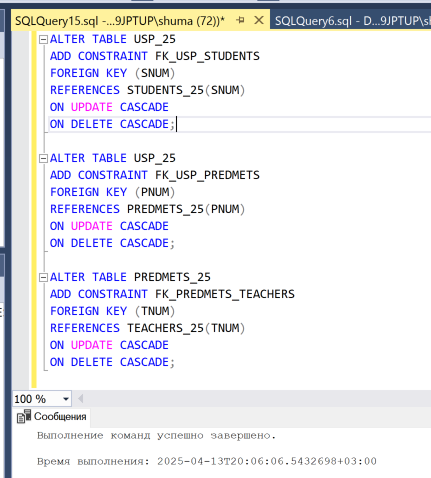 SQLQuery15.sql -...9JPTUP\shuma (72))* SQLQuery6.sql - D...9JPTUP\s
ALTER TABLE USP_25
ADD CONSTRAINT FK_USP_STUDENTS
FOREIGN KEY (SNUM)
REFERENCES STUDENTS_25(SNUM)
ON UPDATE CASCADE
ON DELETE CASCADE;
ALTER TABLE USP_25
ADD CONSTRAINT FK_USP_PREDMETS
FOREIGN KEY (PNUM)
REFERENCES PREDMETS_25(PNUM)
ON UPDATE CASCADE
ON DELETE CASCADE;
ALTER TABLE PREDMETS_25
ADD CONSTRAINT FK_PREDMETS_TEACHERS
FOREIGN KEY (TNUM)
REFERENCES TEACHERS_25(TNUM)
ON UPDATE CASCADE
ON DELETE CASCADE;
100 %
Сообщения
Выполнение команд успешно завершено.
Время выполнения: 2025-04-13T20:06:06.5432698+03:00